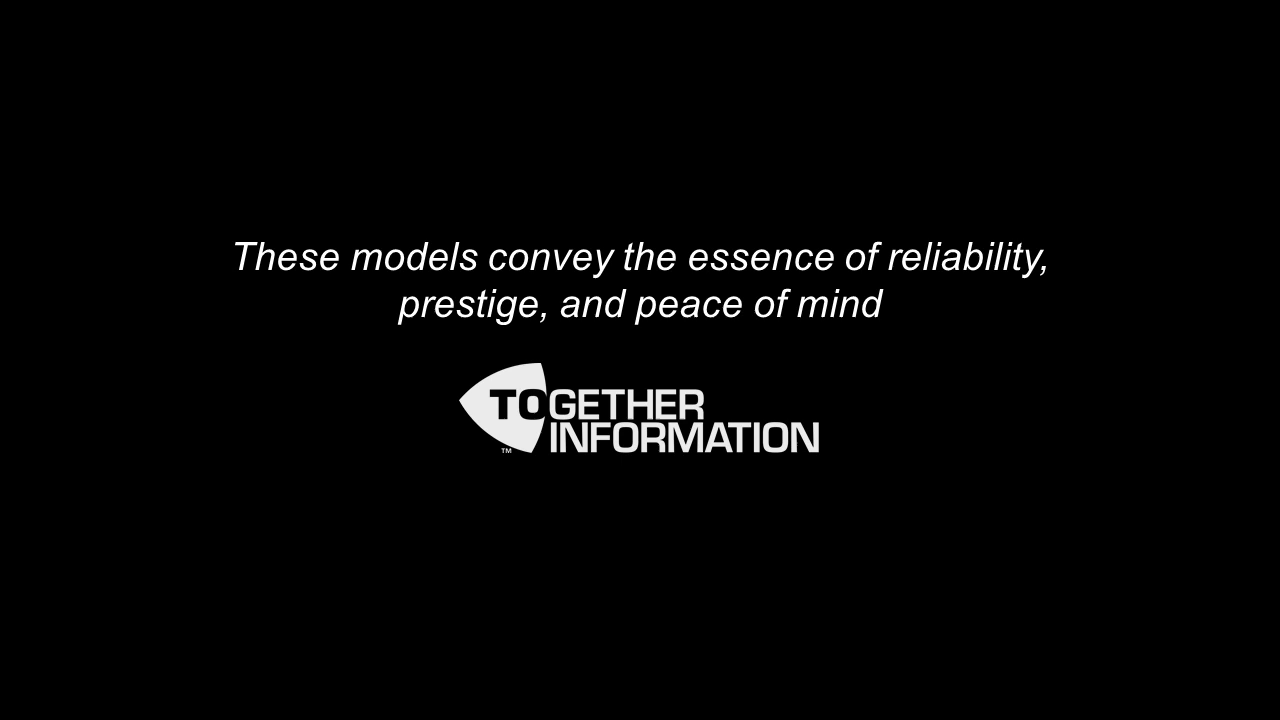 These models convey the essence of reliability,
prestige, and peace of mind
TOGETHER
INFORMATION
™